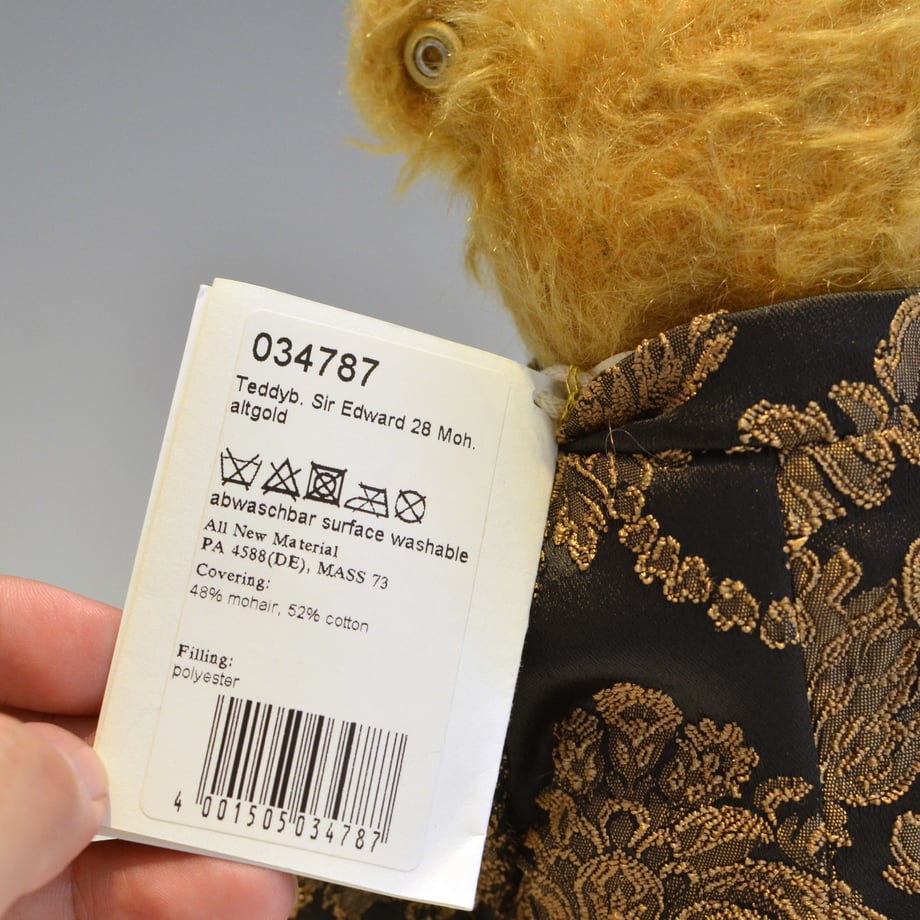 034787
Teddyb. Sir Edward 28 Moh.
altgold
abwaschbar surface washable
All New Material
PA 4588(DE), MASS 73
Covering:
48% mohair, 52% cotton
Filling:
polyester
4 001505 034787